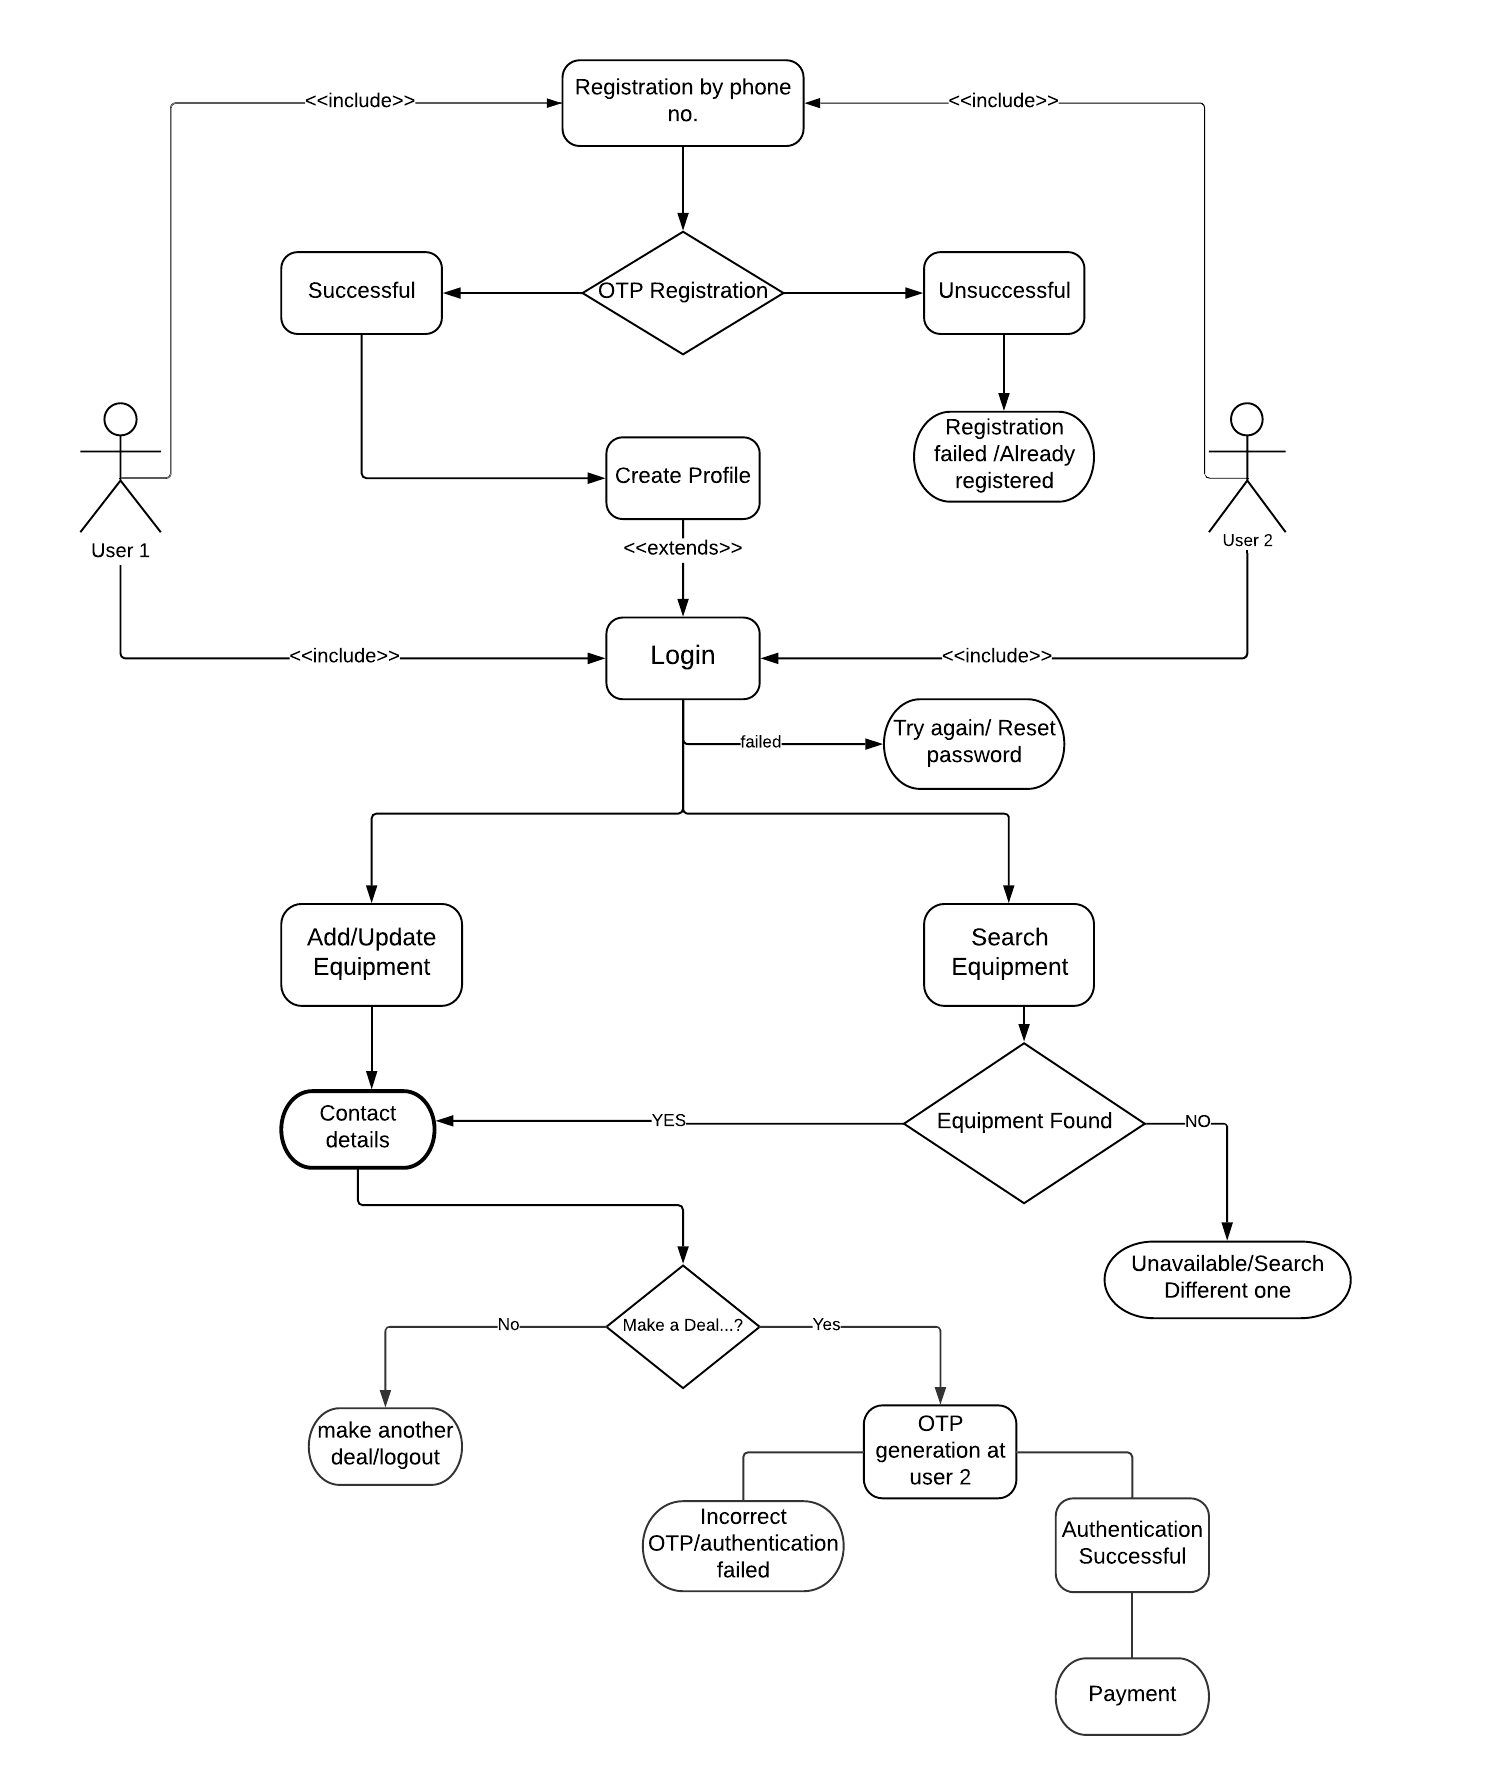 <<include>>
Registration by phone
no.
<<include>>
Successful
OTP Registration
Unsuccessful
Registration
failed /Already
registered
Create Profile
<<extends>>
User 1
User 2
<<include>>
Login
<<include>>
failed
Try again/ Reset
password
Add/Update
Equipment
Search
Equipment
Contact
details
YES
Equipment Found
NO
Unavailable/Search
Different one
No
Make a Deal...?
Yes
make another
deal/logout
OTP
generation at
user 2
Incorrect
OTP/authentication
failed
Authentication
Successful
Payment